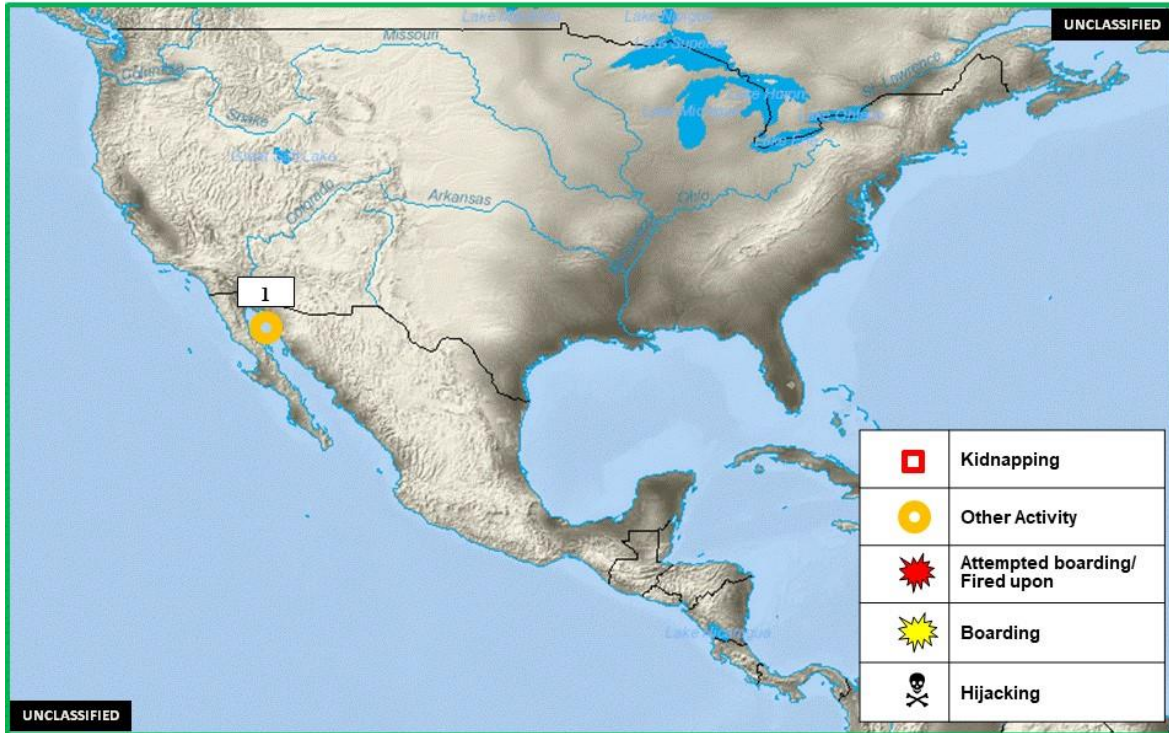 UNCLASSIFIED
Missouri
Lake Superior
St. Lawrence
Columbia
Snake
Lake Huron
Lake Michigan
Lake Ontario
Great Salt Lake
Colorado
Arkansas
Ohio
1
Kidnapping
Other Activity
Attempted boarding/
Fired upon
Lake Nicaragua
Boarding
Hijacking
UNCLASSIFIED